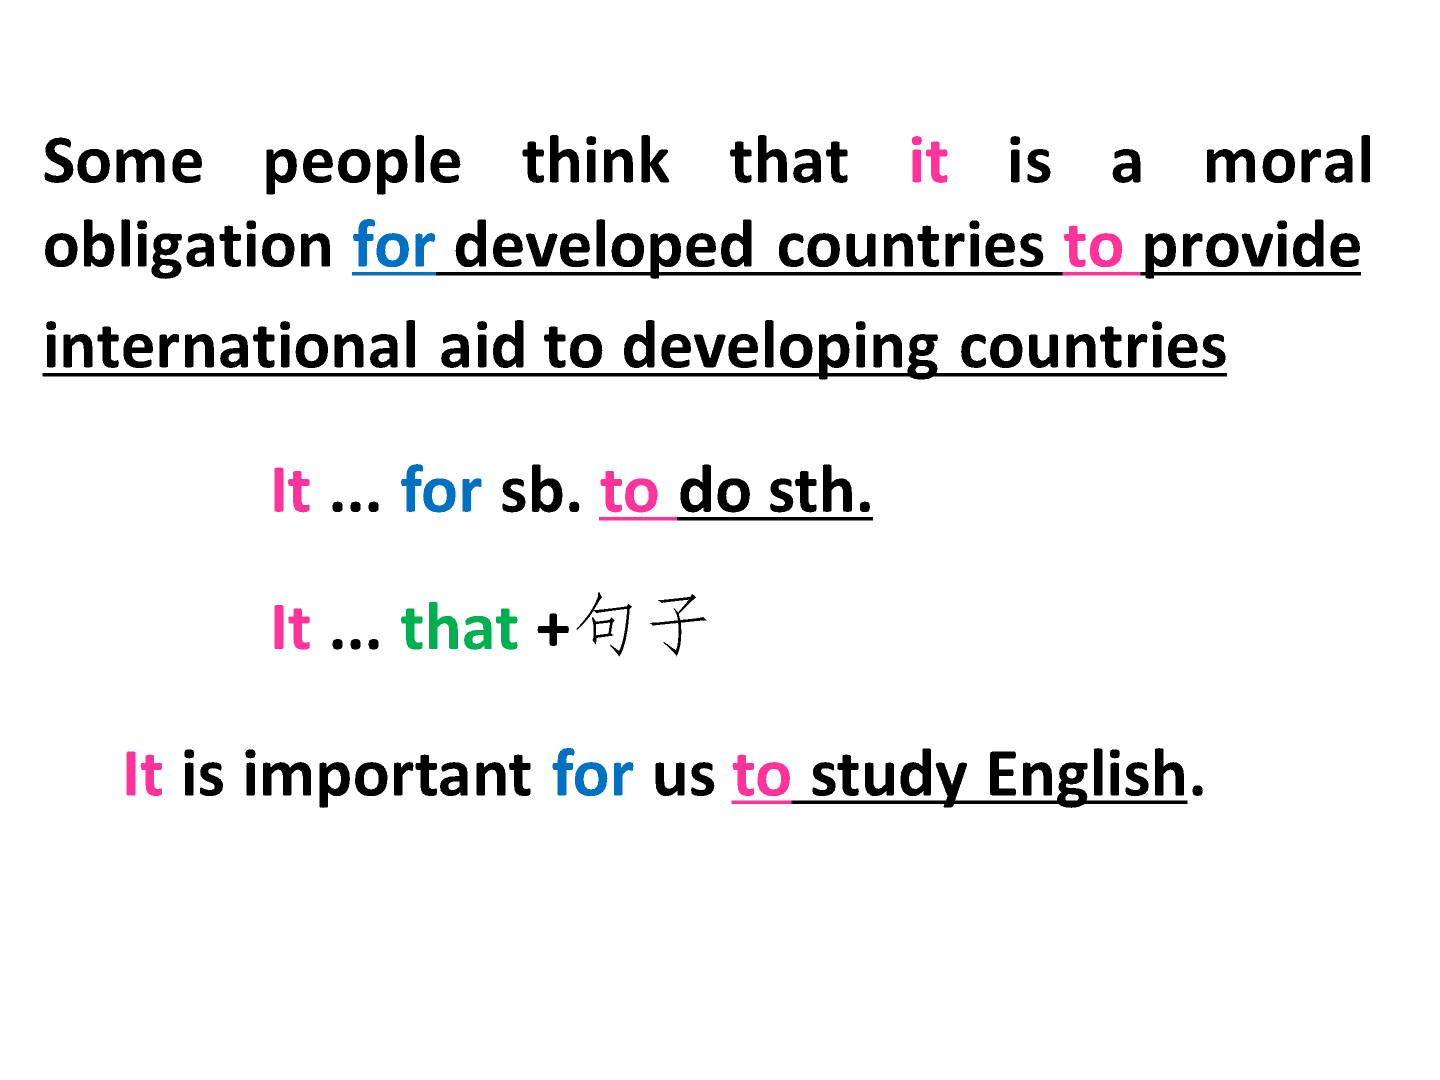 Some people think that it is a moral
obligation for developed countries to provide
international aid to developing countries
It ... for sb. to do sth.
It ... that +句子
It is important for us to study English.